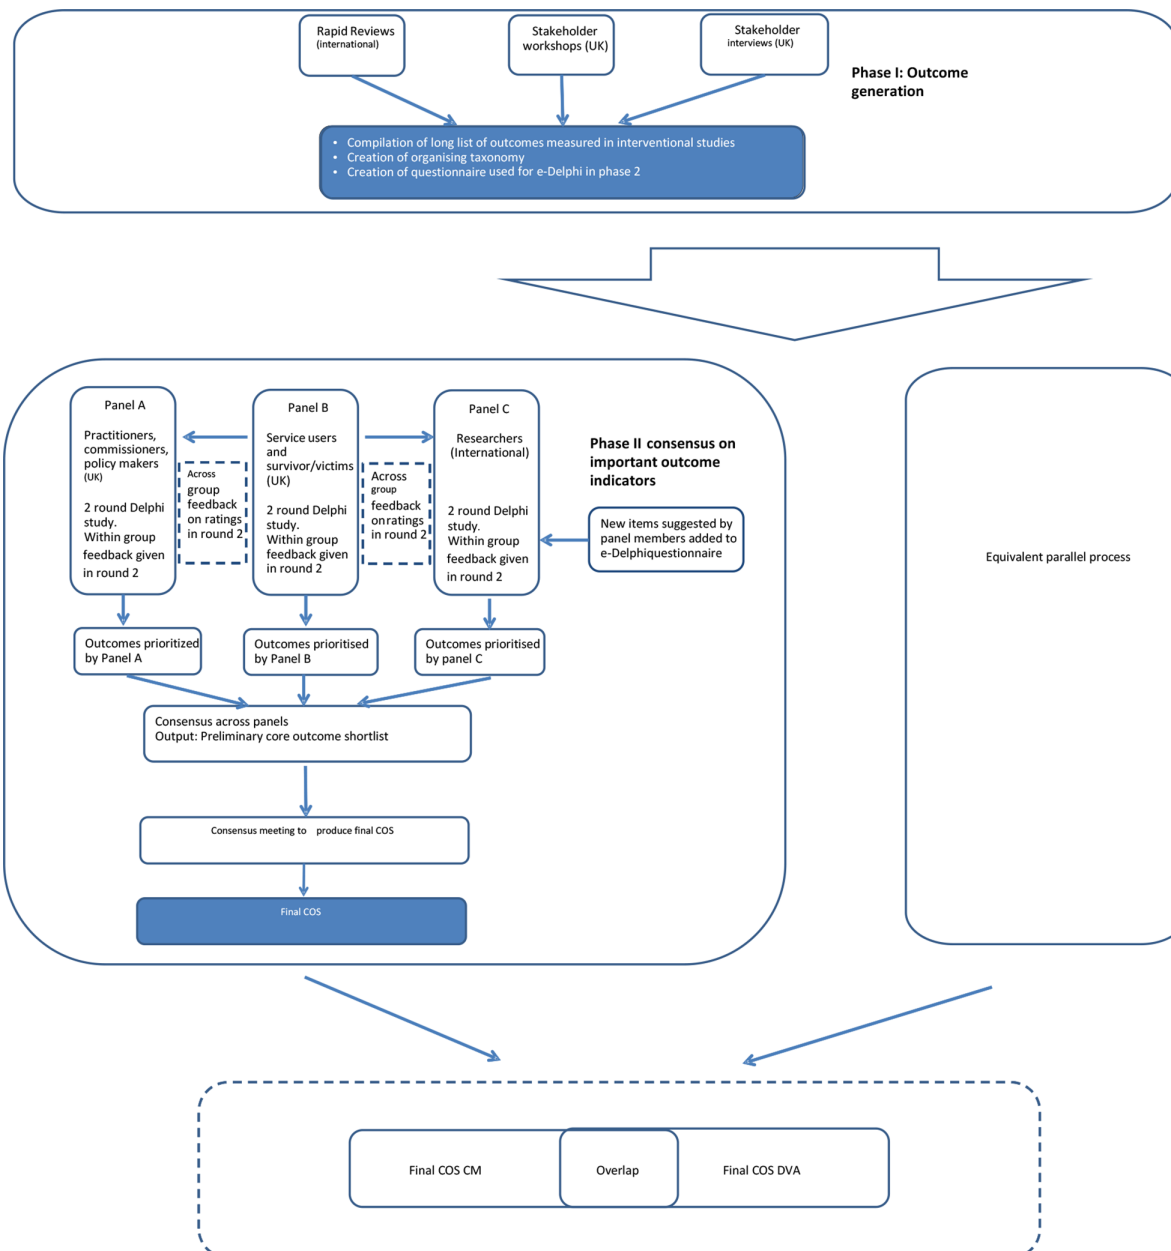 Rapid Reviews
(international)
Stakeholder
workshops (UK)
Stakeholder
interviews (UK)
Phase I: Outcome
generation
• Compilation of long list of outcomes measured in interventional studies
• Creation of organising taxonomy
• Creation of questionnaire used for e-Delphi in phase 2
Panel A
Practitioners,
commissioners,
policy makers
(UK)
2 round Delphi
study.
Within group
feedback given
in round 2
Across
group
feedback
on ratings
in round 2
Panel B
Service users
and
survivor/victims
(UK)
2 round Delphi
study.
Within group
feedback given
in round 2
Across
group
feedback
on ratings
in round 2
Panel C
Researchers
(International)
2 round Delphi
study.
Within group
feedback given
in round 2
Phase II consensus on
important outcome
indicators
New items suggested by
panel members added to
e-Delphiquestionnaire
Equivalent parallel process
Outcomes prioritized
by Panel A
Outcomes prioritised
by Panel B
Outcomes prioritised
by panel C
Consensus across panels
Output: Preliminary core outcome shortlist
Consensus meeting to produce final COS
Final COS
Final COS CM
Overlap
Final COS DVA